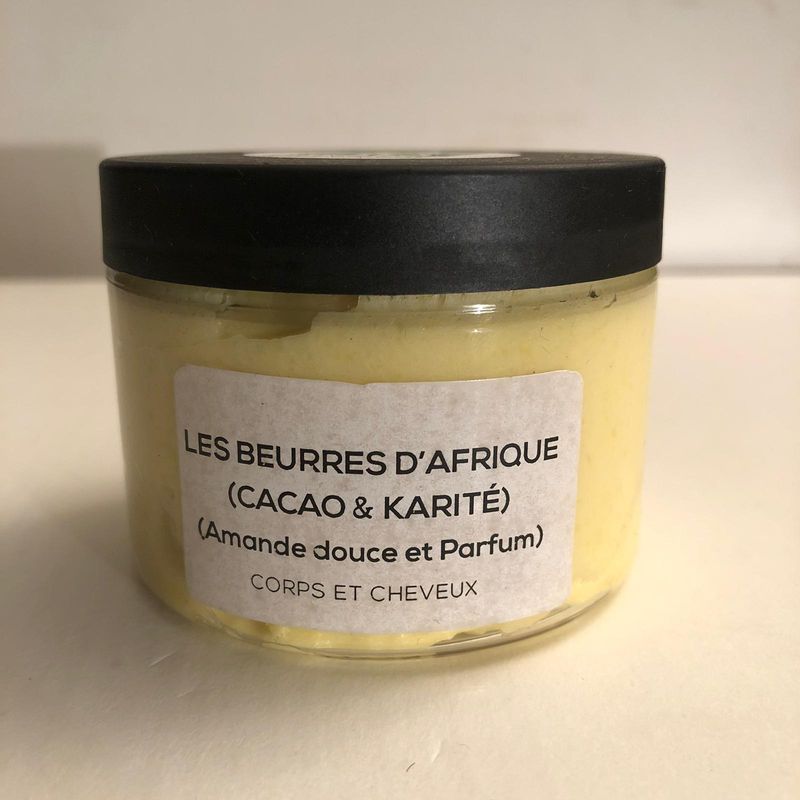 LES BEURRES D'AFRIQUE
(CACAO & KARITÉ)
(Amande douce et Parfum)
CORPS ET CHEVEUX